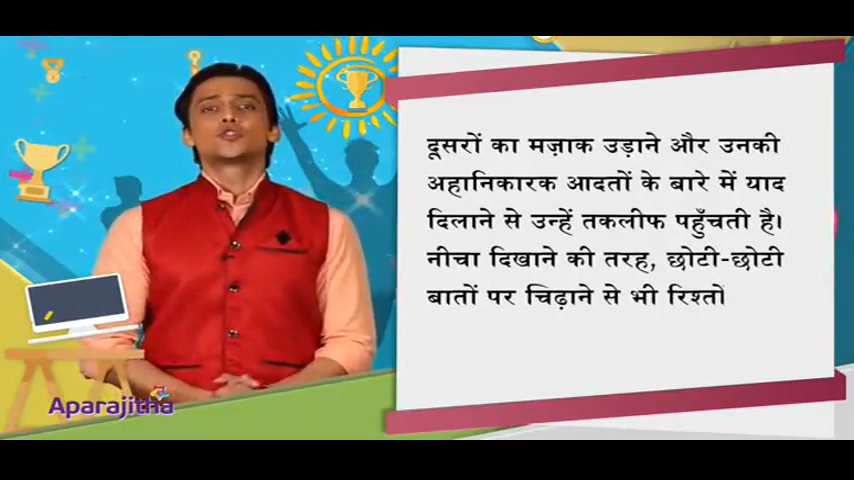 दूसरों का मज़ाक उड़ाने और उनकी
अहानिकारक आदतों के बारे में याद
दिलाने से उन्हें तकलीफ पहुँचती है।
नीचा दिखाने की तरह, छोटी-छोटी
बातों पर चिढ़ाने से भी रिश्तो
Aparajitha